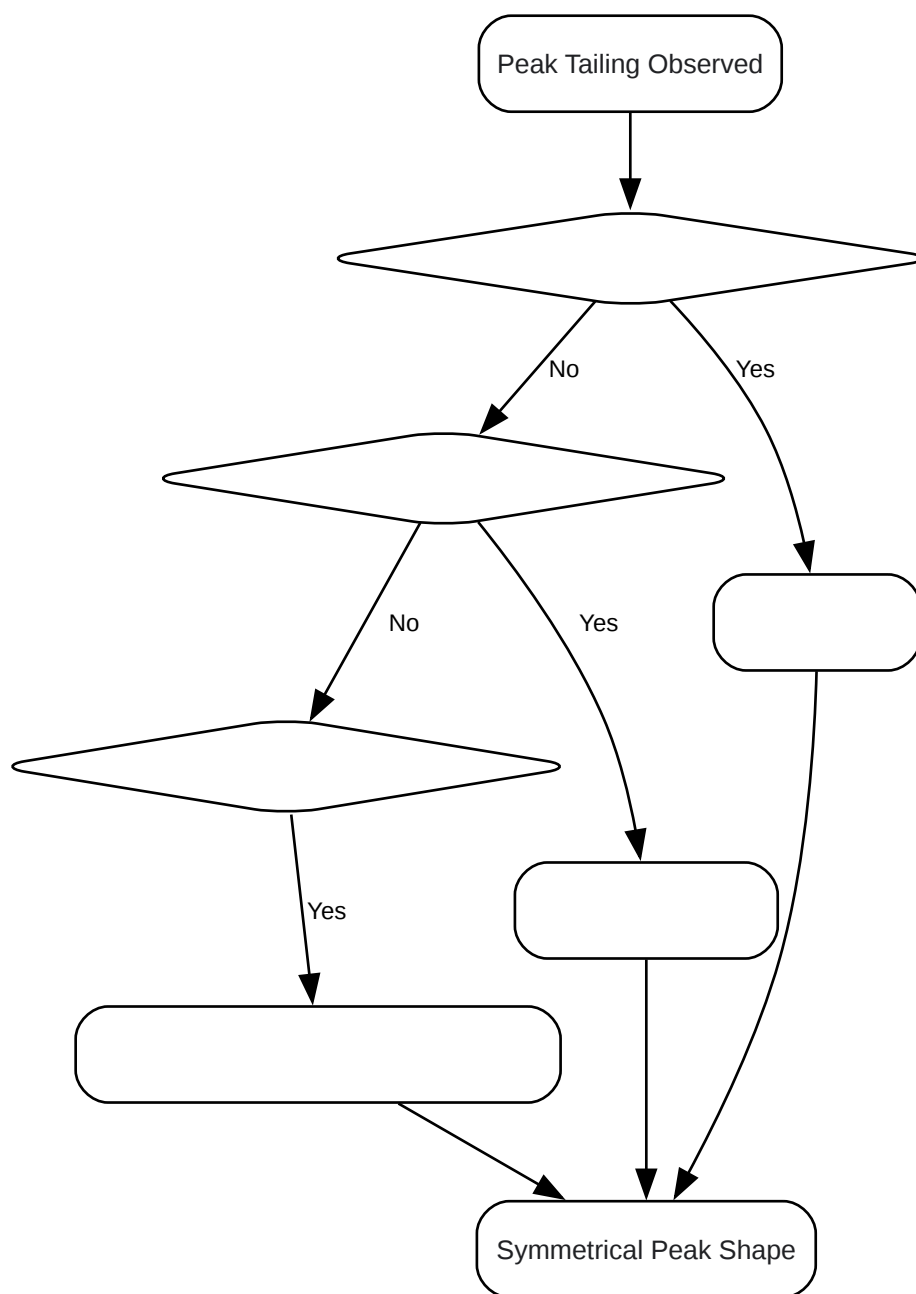 Peak Tailing Observed
No
Yes
No
Yes
Yes
Symmetrical Peak Shape